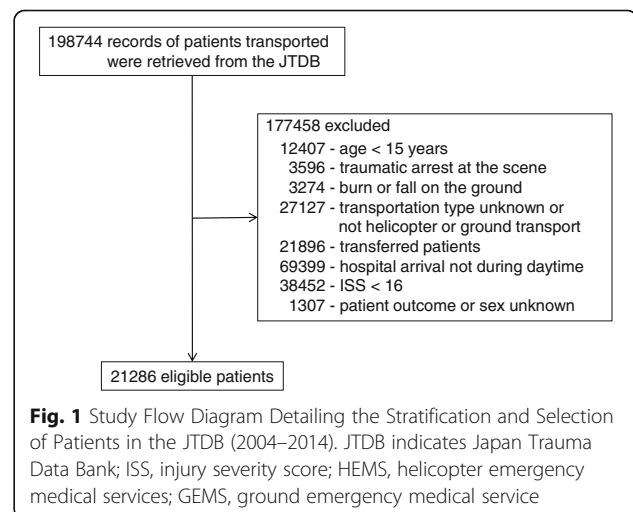 198744 records of patients transported
were retrieved from the JTDB
177458 excluded
12407 - age < 15 years
3596 - traumatic arrest at the scene
3274 - burn or fall on the ground
27127 - transportation type unknown or
not helicopter or ground transport
21896 - transferred patients
69399 - hospital arrival not during daytime
38452 - ISS < 16
1307 - patient outcome or sex unknown
21286 eligible patients
Fig. 1 Study Flow Diagram Detailing the Stratification and Selection
of Patients in the JTDB (2004–2014). JTDB indicates Japan Trauma
Data Bank; ISS, injury severity score; HEMS, helicopter emergency
medical services; GEMS, ground emergency medical service